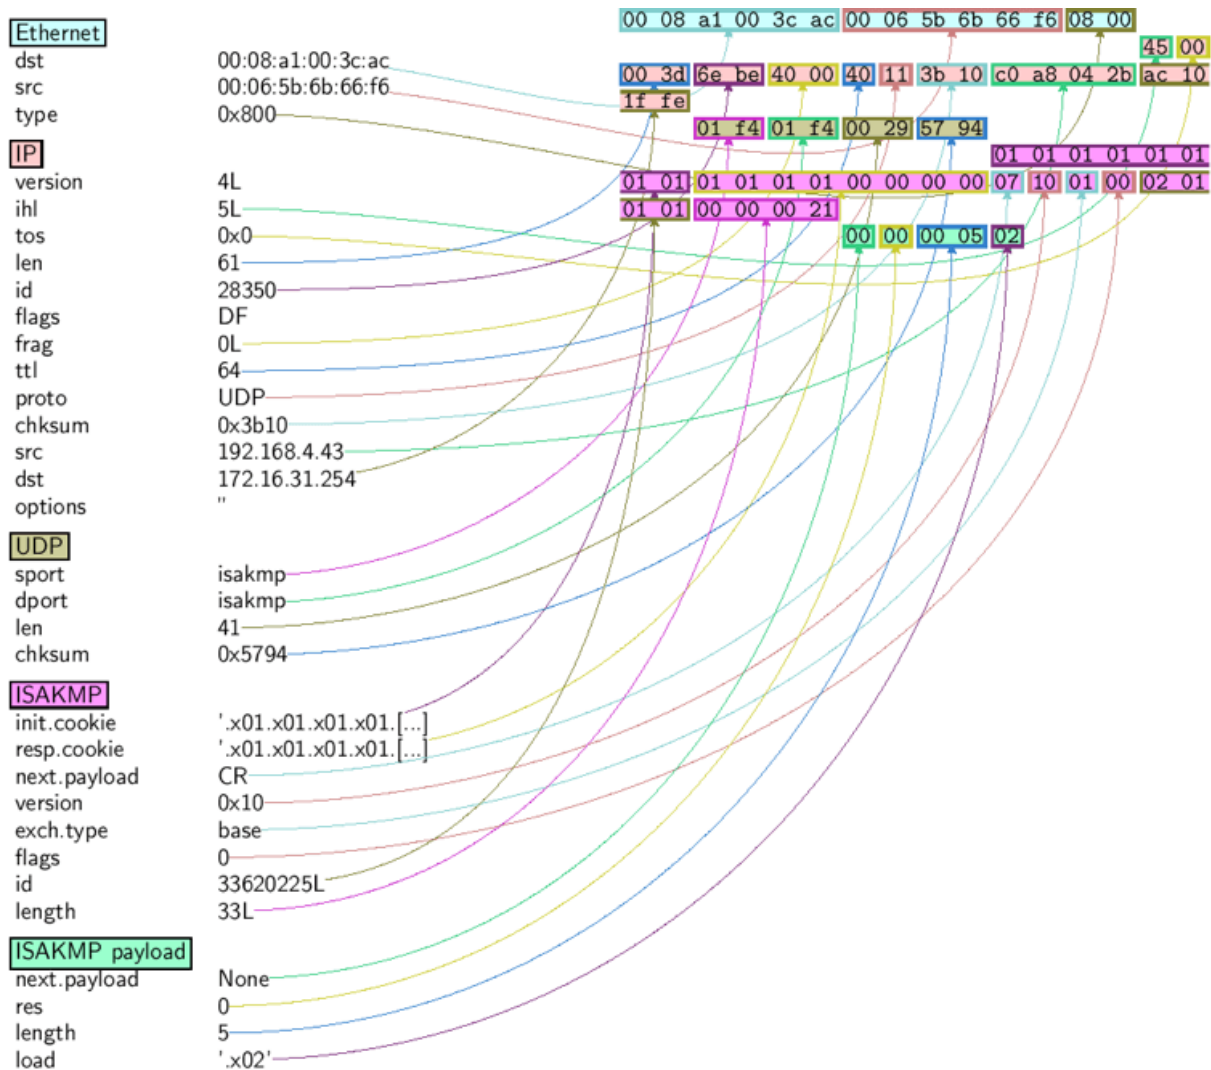 Ethernet
00 08 a1 00 3c ac 00 06 5b 6b 66 f6 08 00
45 00
dst 00:08:a1:00:3c:ac
src 00:06:5b:6b:66:f6
00 3d 6e be 40 00 40 11 3b 10 c0 a8 04 2b ac 10
1f fe
type 0x800
01 f4 01 f4 00 29 57 94
IP
01 01 01 01 01 01
version 4L
01 01 01 01 01 01 00 00 00 00 07 10 01 00 02 01
ihl 5L
01 01 00 00 00 21
tos 0x0
00 00 00 05 02
len 61
id 28350
flags DF
frag 0L
ttl 64
proto UDP
chksum 0x3b10
src 192.168.4.43
dst 172.16.31.254
options ''
UDP
sport isakmp
dport isakmp
len 41
chksum 0x5794
ISAKMP
init.cookie '.x01.x01.x01.x01.[...]
resp.cookie '.x01.x01.x01.x01.[...]
next.payload CR
version 0x10
exch.type base
flags 0
id 33620225L
length 33L
ISAKMP payload
next.payload None
res 0
length 5
load '.x02'